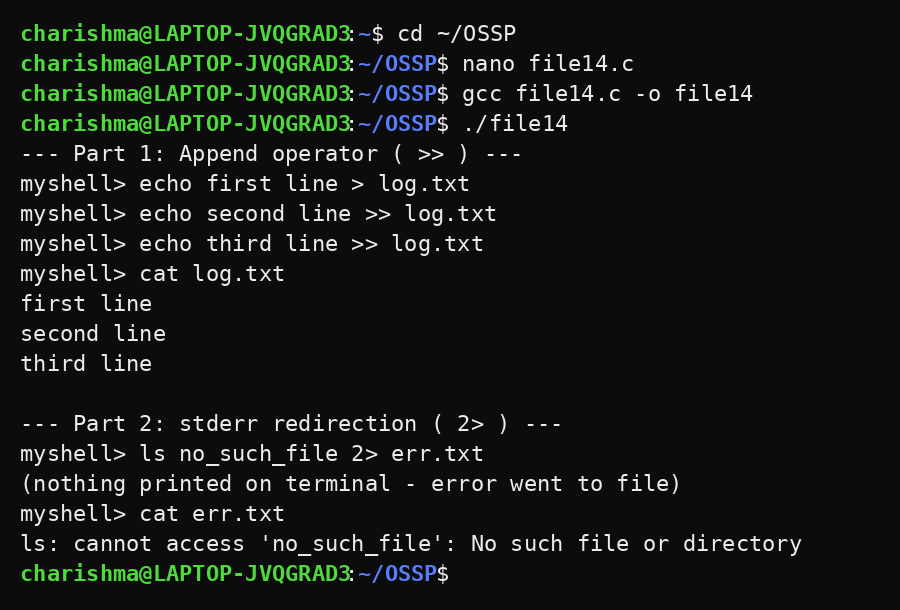 charishma@LAPTOP-JVQGRAD3:~$ cd ~/OSSP
charishma@LAPTOP-JVQGRAD3:~/OSSP$ nano file14.c
charishma@LAPTOP-JVQGRAD3:~/OSSP$ gcc file14.c -o file14
charishma@LAPTOP-JVQGRAD3:~/OSSP$ ./file14
--- Part 1: Append operator ( >> ) ---
myshell> echo first line > log.txt
myshell> echo second line >> log.txt
myshell> echo third line >> log.txt
myshell> cat log.txt
first line
second line
third line
--- Part 2: stderr redirection ( 2> ) ---
myshell> ls no_such_file 2> err.txt
(nothing printed on terminal - error went to file)
myshell> cat err.txt
ls: cannot access 'no_such_file': No such file or directory
charishma@LAPTOP-JVQGRAD3:~/OSSP$